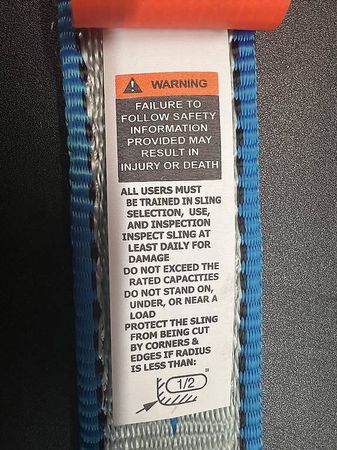 WARNING
FAILURE TO
FOLLOW SAFETY
INFORMATION
PROVIDED MAY
RESULT IN
INJURY OR DEATH
ALL USERS MUST
BE TRAINED IN SLING
SELECTION, USE,
AND INSPECTION
INSPECT SLING AT
LEAST DAILY FOR
DAMAGE
DO NOT EXCEED THE
RATED CAPACITIES
DO NOT STAND ON,
UNDER, OR NEAR A
LOAD
PROTECT THE SLING
FROM BEING CUT
BY CORNERS &
EDGES IF RADIUS
IS LESS THAN:
1/2"